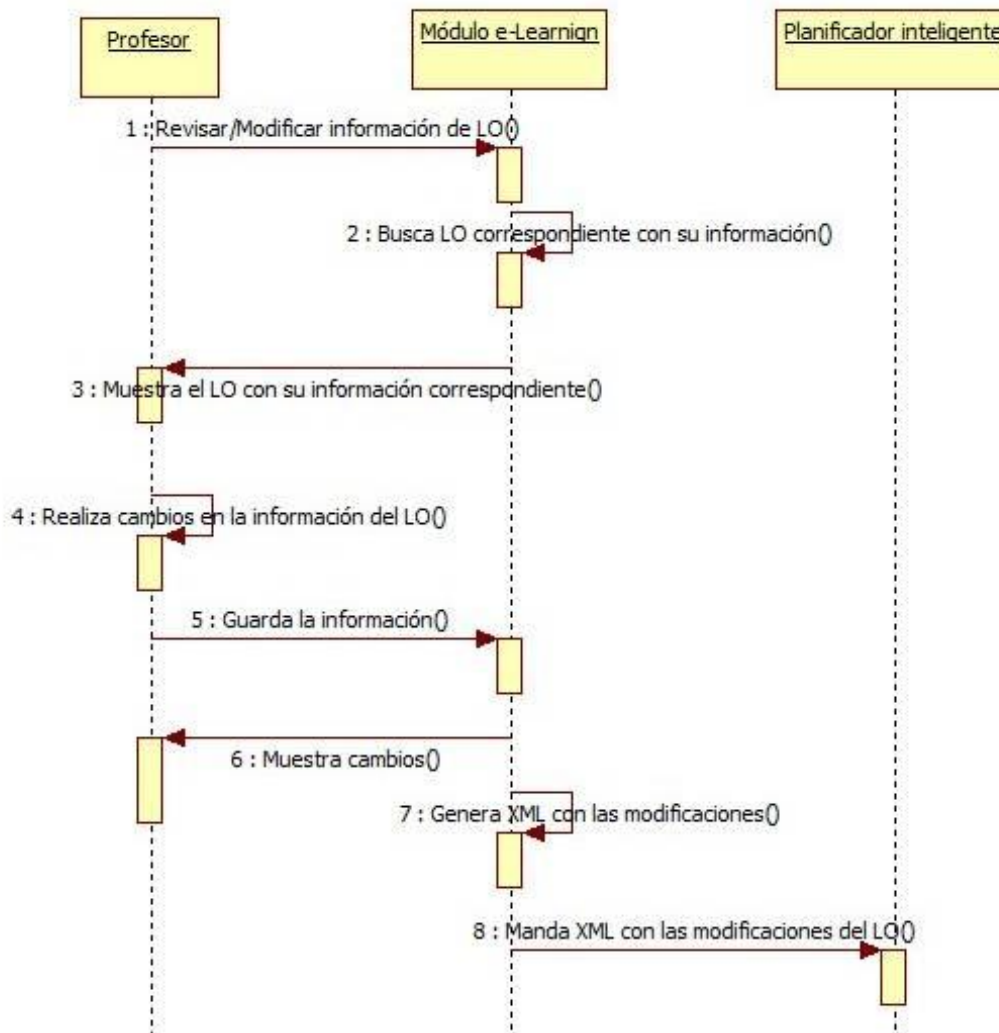 Profesor
Módulo e-Learnign
Planificador inteligente
1 : Revisar/Modificar información de LO()
2 : Busca LO correspondiente con su información()
3 : Muestra el LO con su información correspondiente()
4 : Realiza cambios en la información del LO()
5 : Guarda la información()
6 : Muestra cambios()
7 : Genera XML con las modificaciones()
8 : Manda XML con las modificaciones del LO()